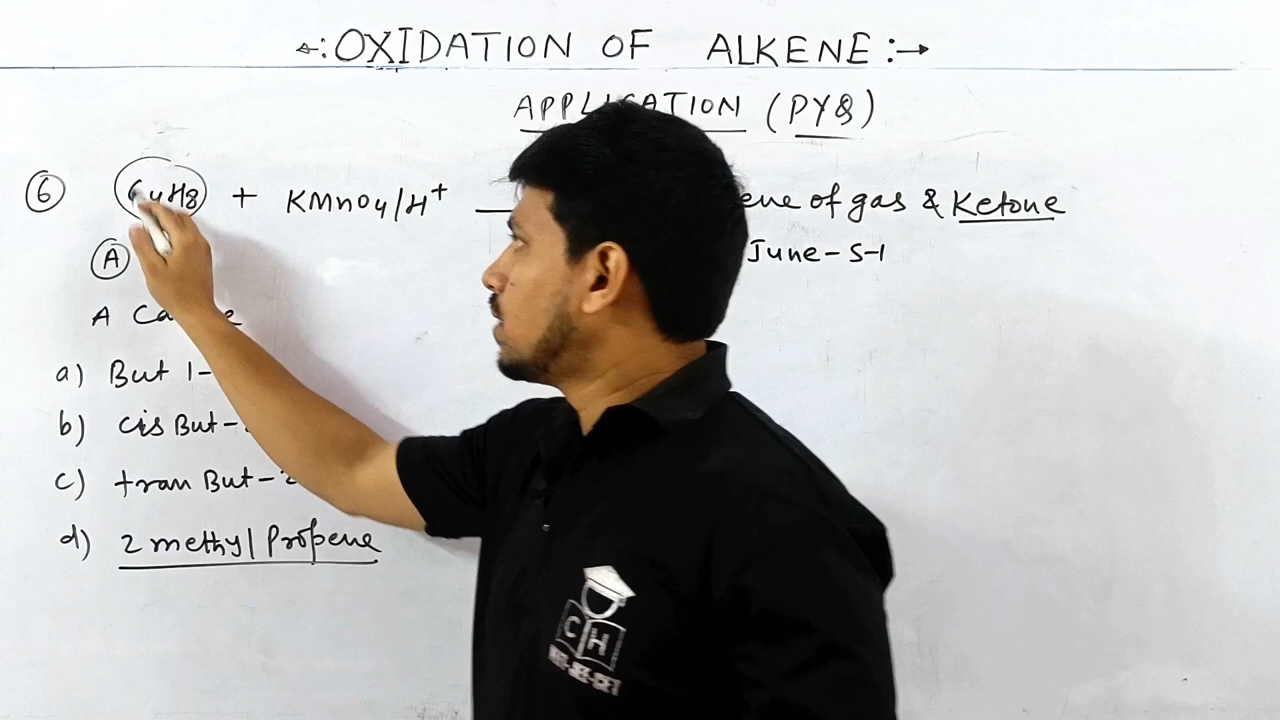 OXIDATION OF ALKENE :→
APPLICATION (PYQ)
6 C4H8 + KMnO4/H+ ene of gas & Ketone
A June-S-1
A Ca
a) But 1-
b) cis But-
c) tran But-2
d) 2 methyl Propene
C H